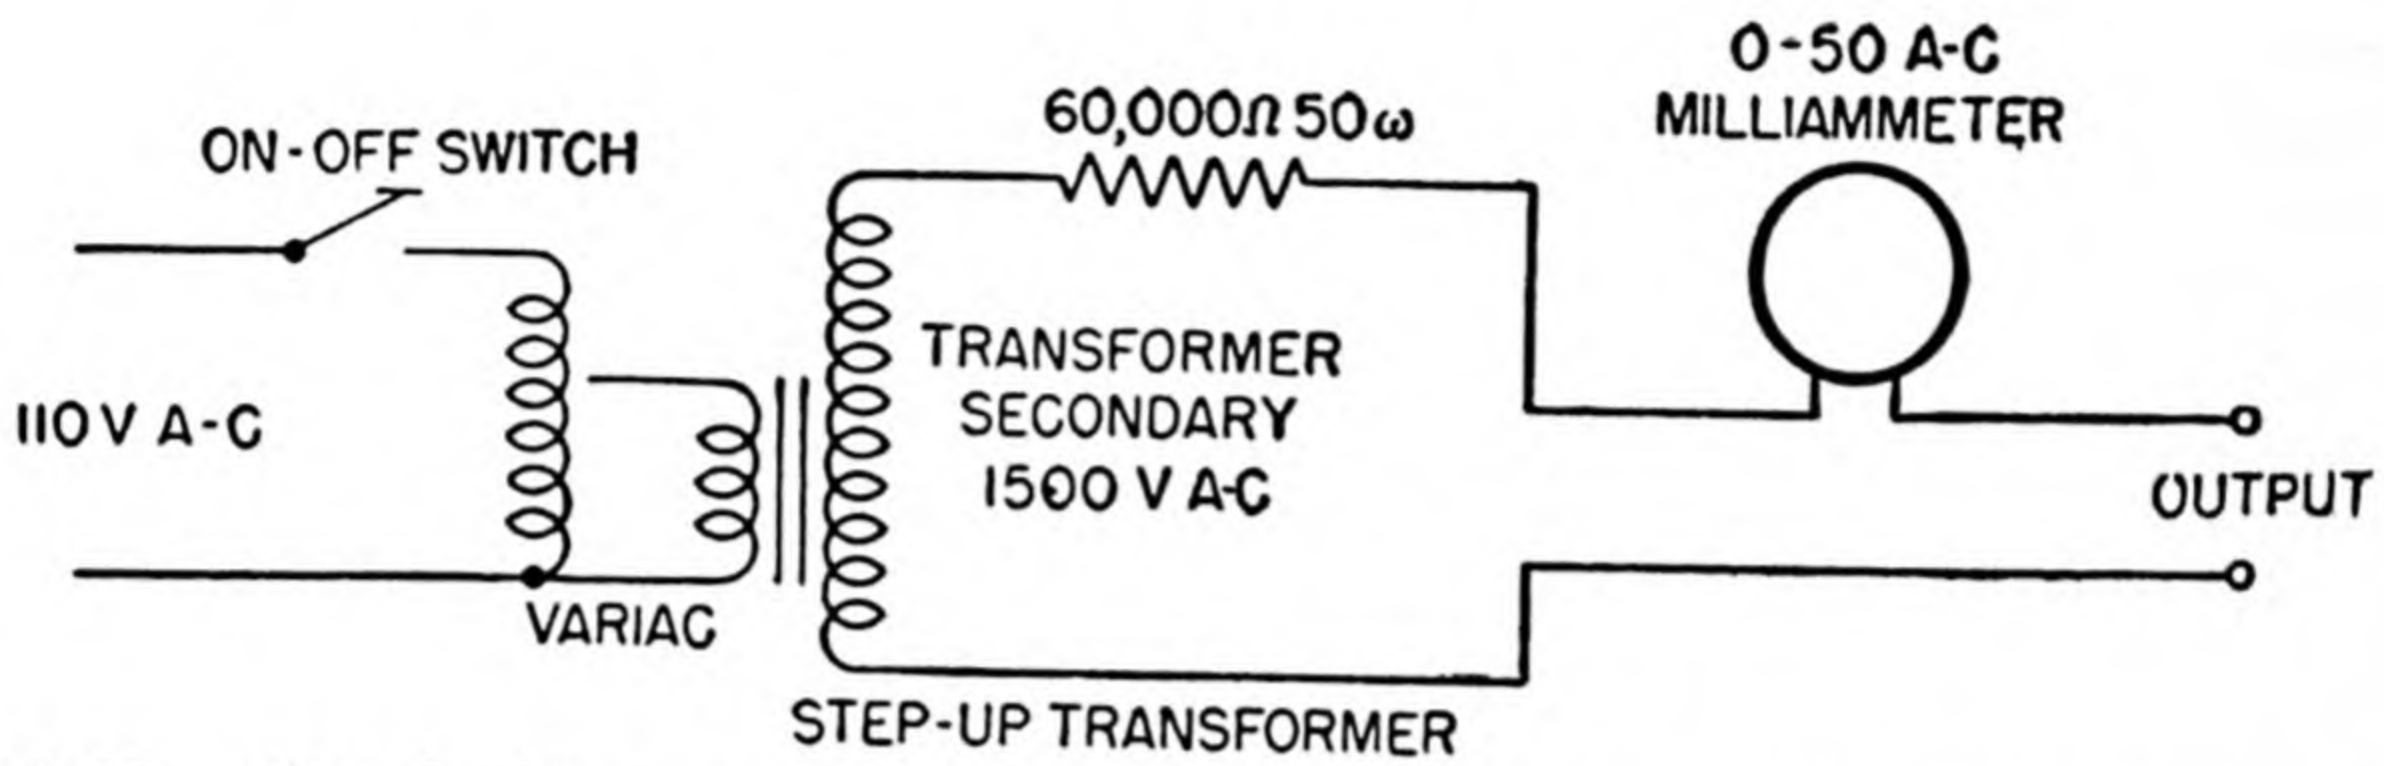 0-50 A-C
MILLIAMMETER
60,000Ω 50ω
ON-OFF SWITCH
TRANSFORMER
SECONDARY
1500 V A-C
110 V A-C
OUTPUT
VARIAC
STEP-UP TRANSFORMER